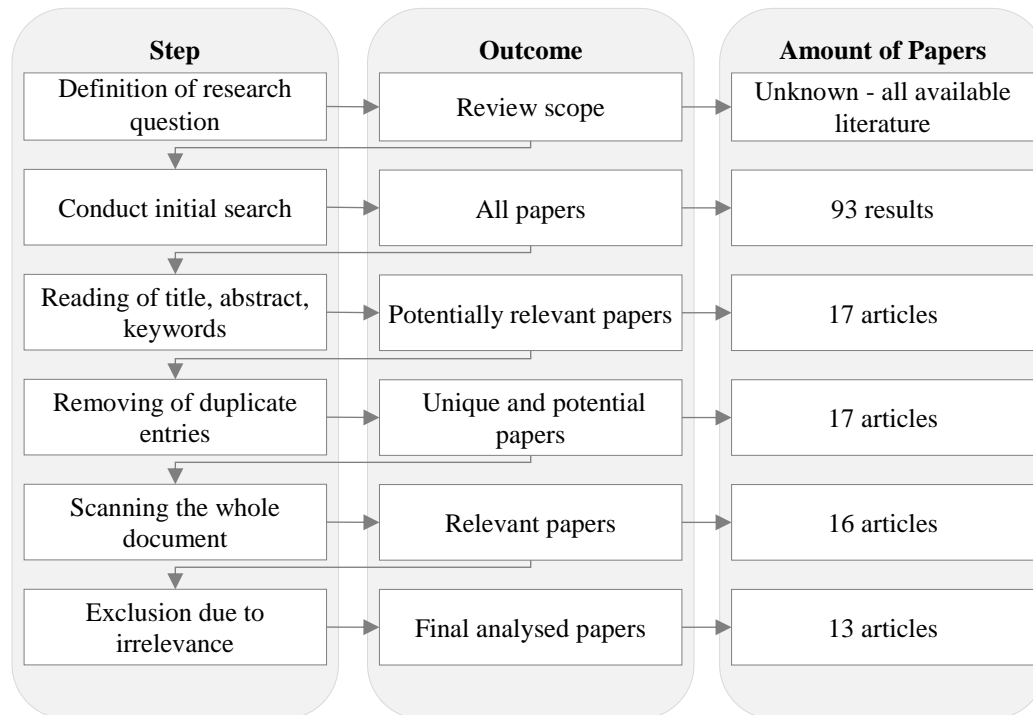 Step
Outcome
Amount of Papers
Definition of research
question
Review scope
Unknown - all available
literature
Conduct initial search
All papers
93 results
Reading of title, abstract,
keywords
Potentially relevant papers
17 articles
Removing of duplicate
entries
Unique and potential
papers
17 articles
Scanning the whole
document
Relevant papers
16 articles
Exclusion due to
irrelevance
Final analysed papers
13 articles